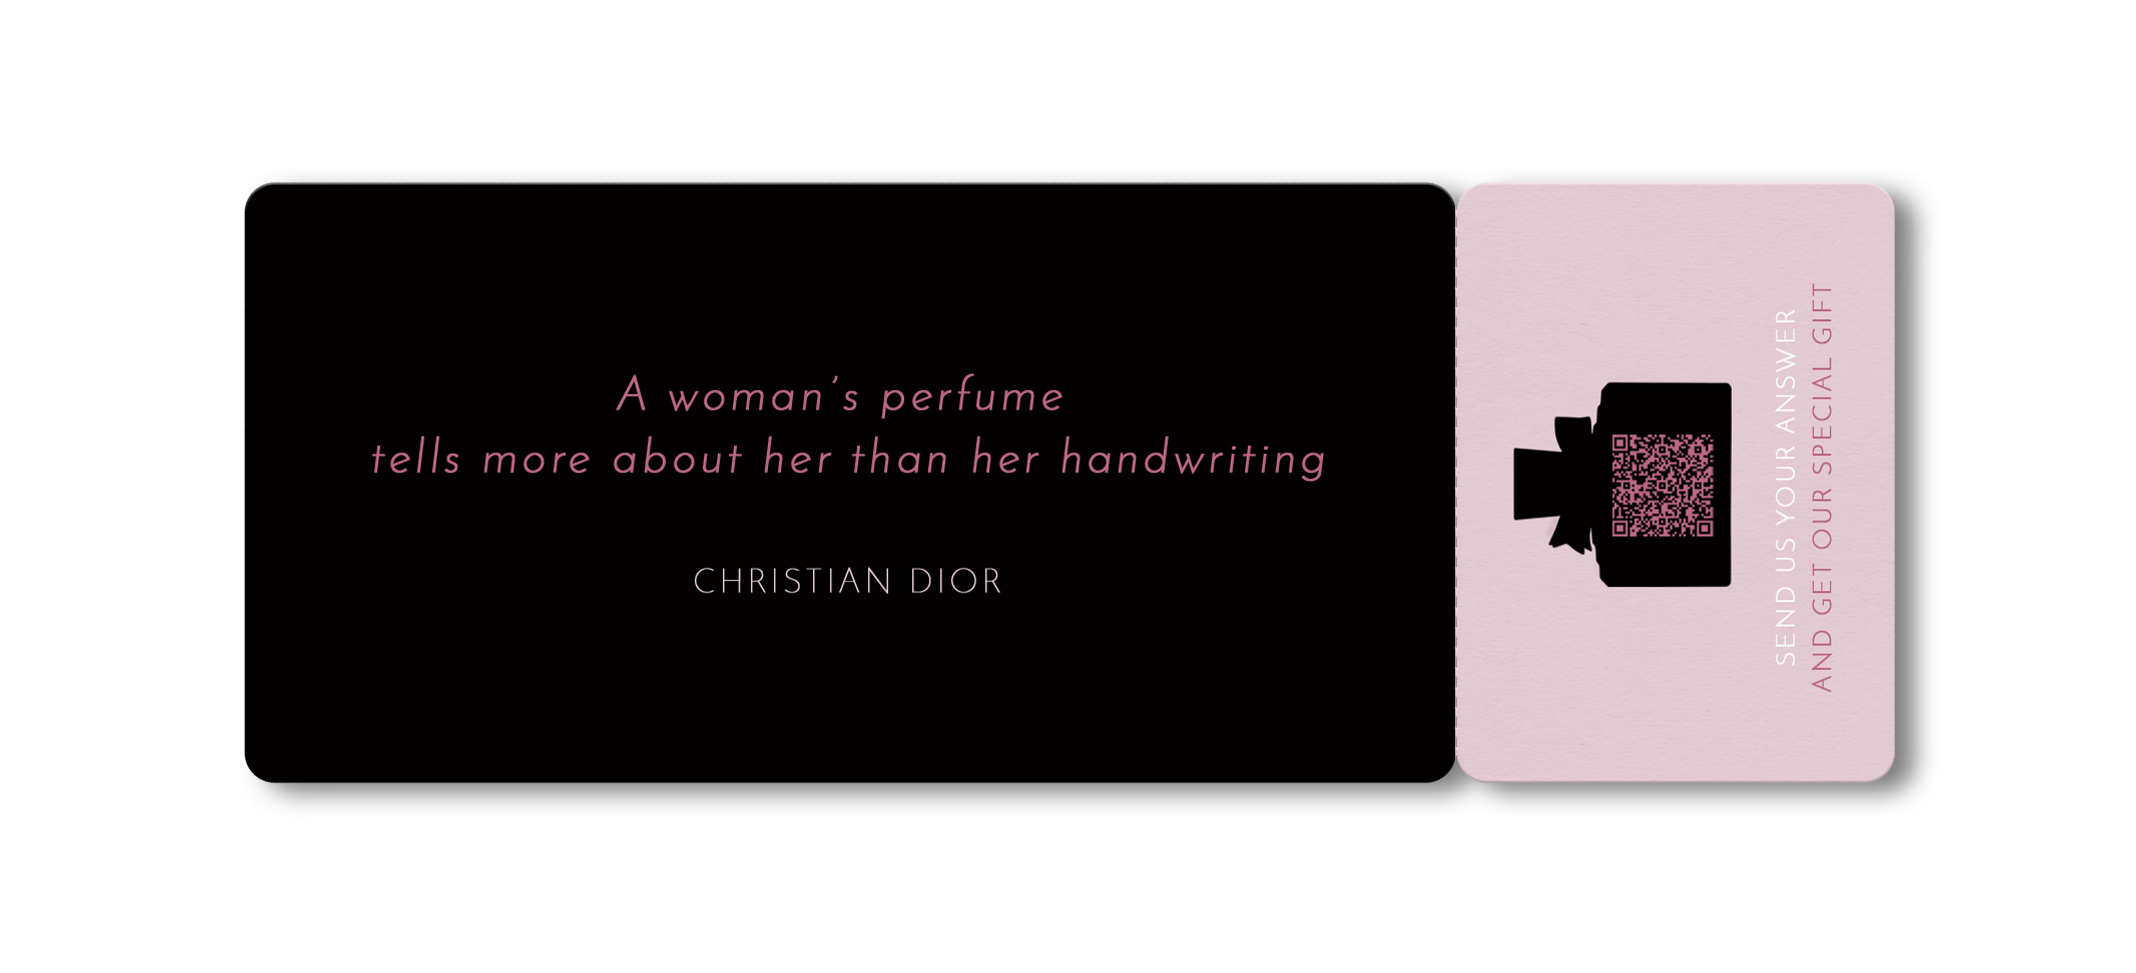 A woman’s perfume
tells more about her than her handwriting
CHRISTIAN DIOR
SEND US YOUR ANSWER
AND GET OUR SPECIAL GIFT